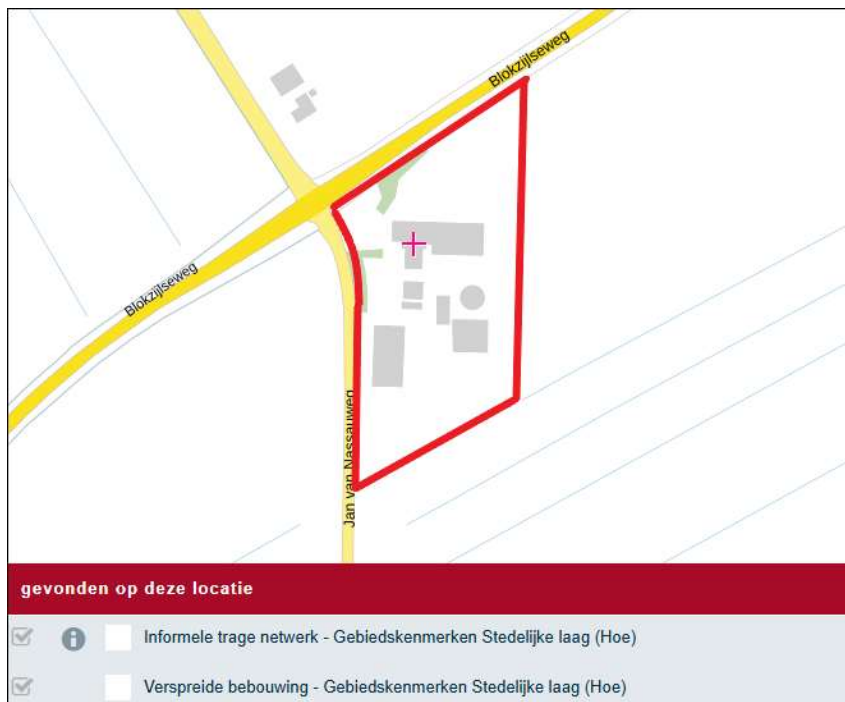 Blokzijlseweg
Blokzijlseweg
Jan van Nassauweg
gevonden op deze locatie
Informele trage netwerk - Gebiedskenmerken Stedelijke laag (Hoe)
Verspreide bebouwing - Gebiedskenmerken Stedelijke laag (Hoe)